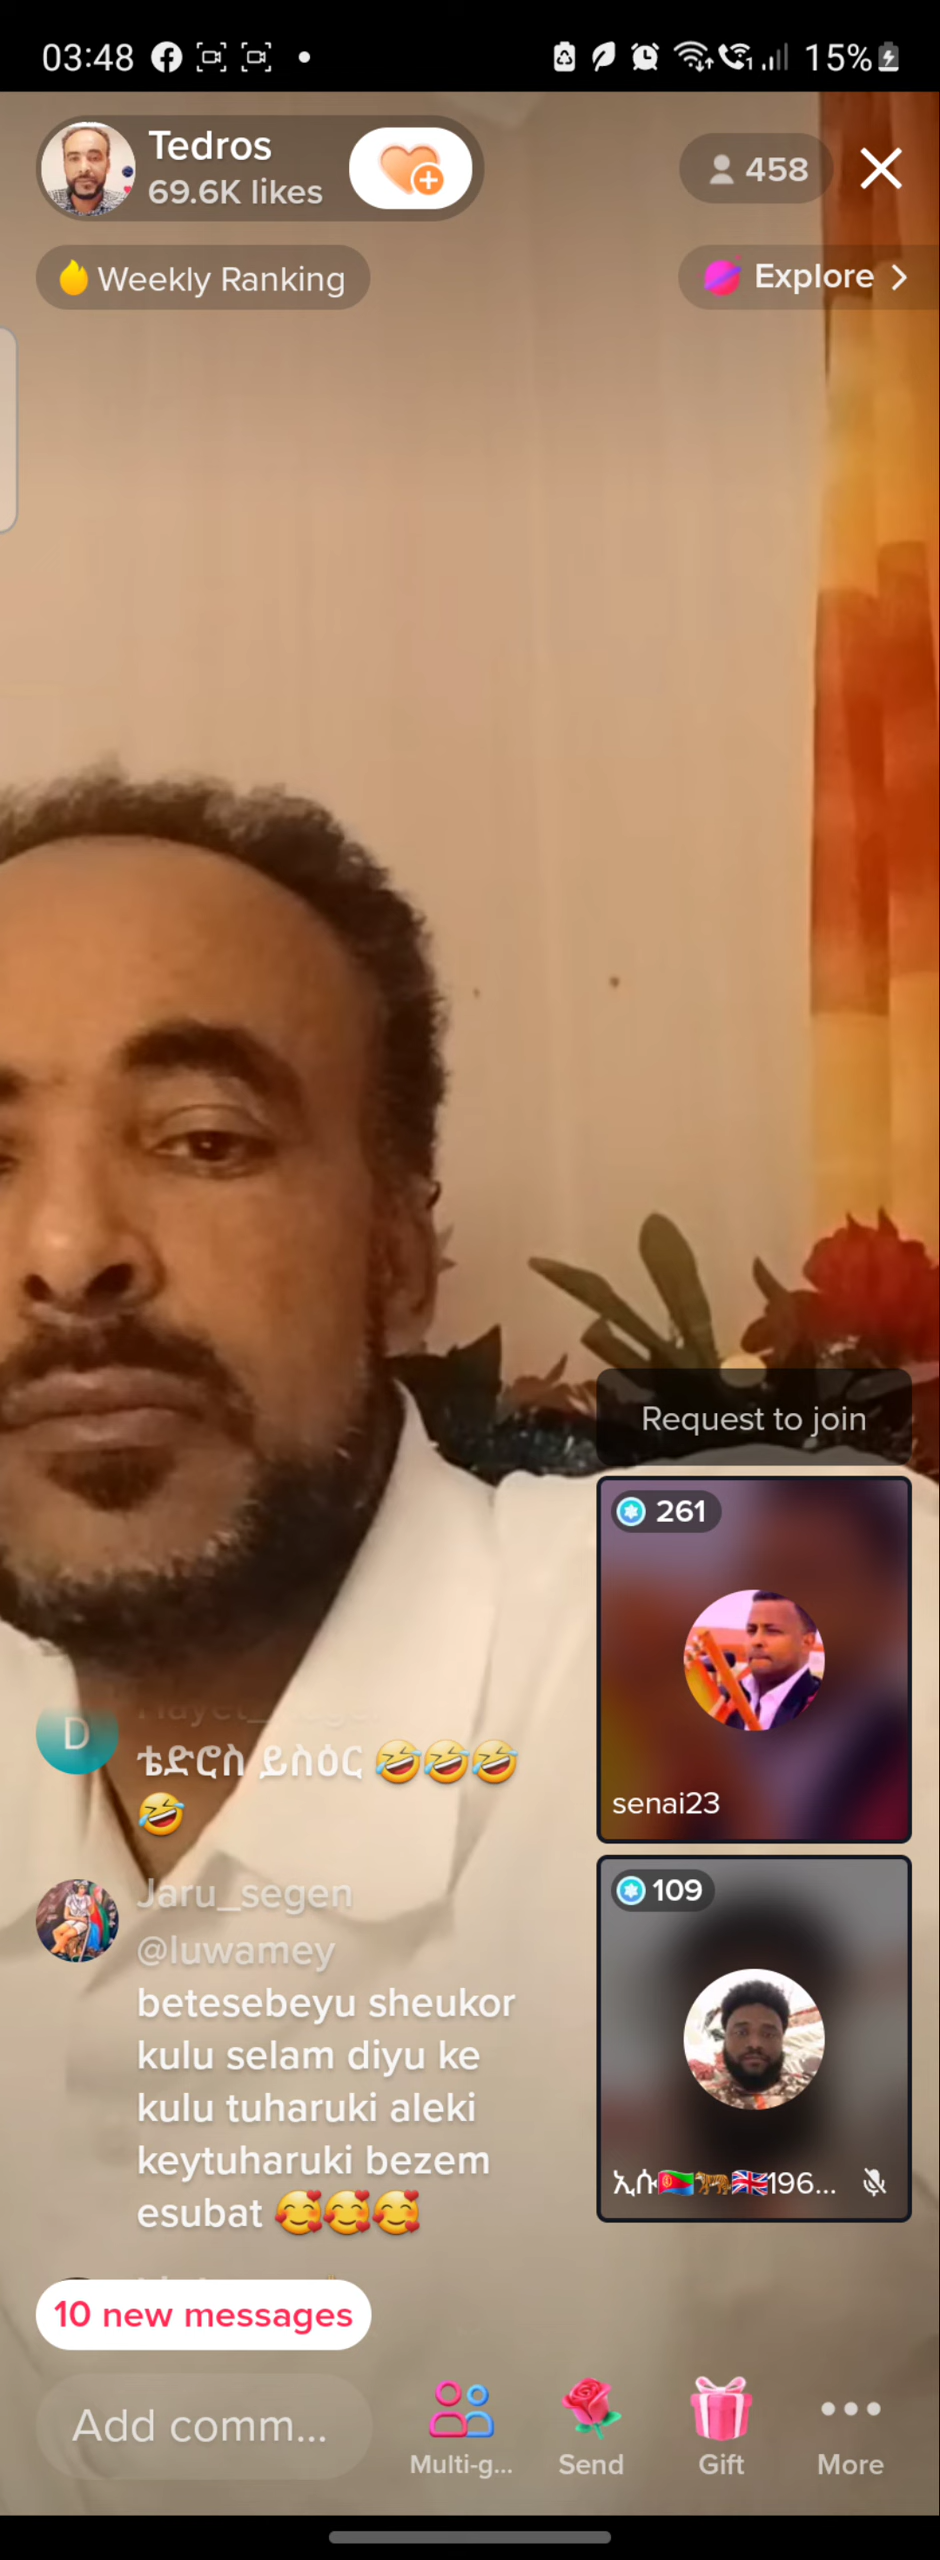 03:48
15%
Tedros
69.6K likes
458
Weekly Ranking
Explore
Request to join
261
senai23
109
ኢሱ🇪🇷🐅🇬🇧196...
D
ቴድሮስ ይስዕር 🤣🤣🤣
🤣
Jaru_segen
@luwamey
betesebeyu sheukor
kulu selam diyu ke
kulu tuharuki aleki
keytuharuki bezem
esubat 🥰🥰🥰
10 new messages
Add comm...
Multi-g...
Send
Gift
More